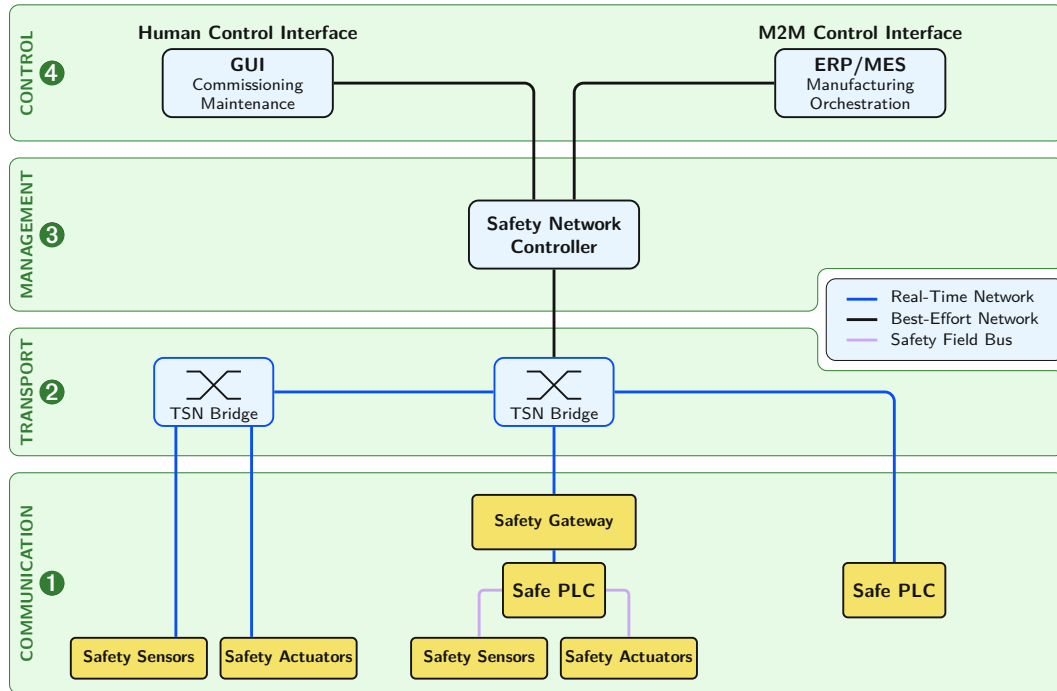 CONTROL
4
Human Control Interface
GUI
Commissioning
Maintenance
M2M Control Interface
ERP/MES
Manufacturing
Orchestration
MANAGEMENT
3
Safety Network
Controller
Real-Time Network
Best-Effort Network
Safety Field Bus
TRANSPORT
2
TSN Bridge
TSN Bridge
COMMUNICATION
1
Safety Gateway
Safe PLC
Safe PLC
Safety Sensors
Safety Actuators
Safety Sensors
Safety Actuators